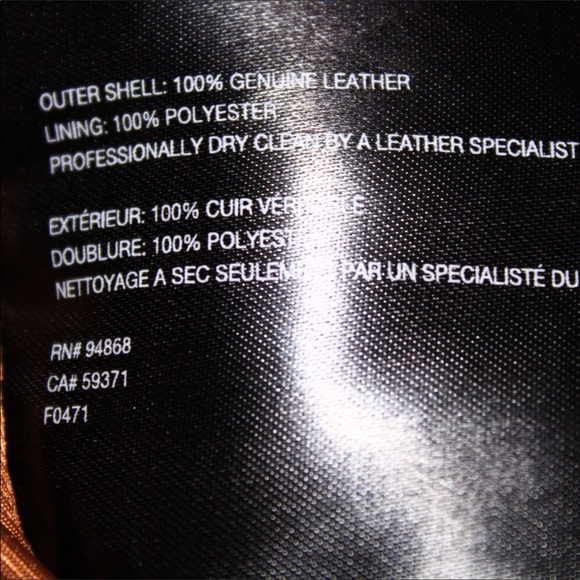 OUTER SHELL: 100% GENUINE LEATHER
LINING: 100% POLYESTER
PROFESSIONALLY DRY CLEAN BY A LEATHER SPECIALIST
EXTÉRIEUR: 100% CUIR
DOUBLURE: 100%
NETTOYAGE A SEC PAR UN SPECIALISTÉ DU
RN# 94868
CA# 59371
F0471